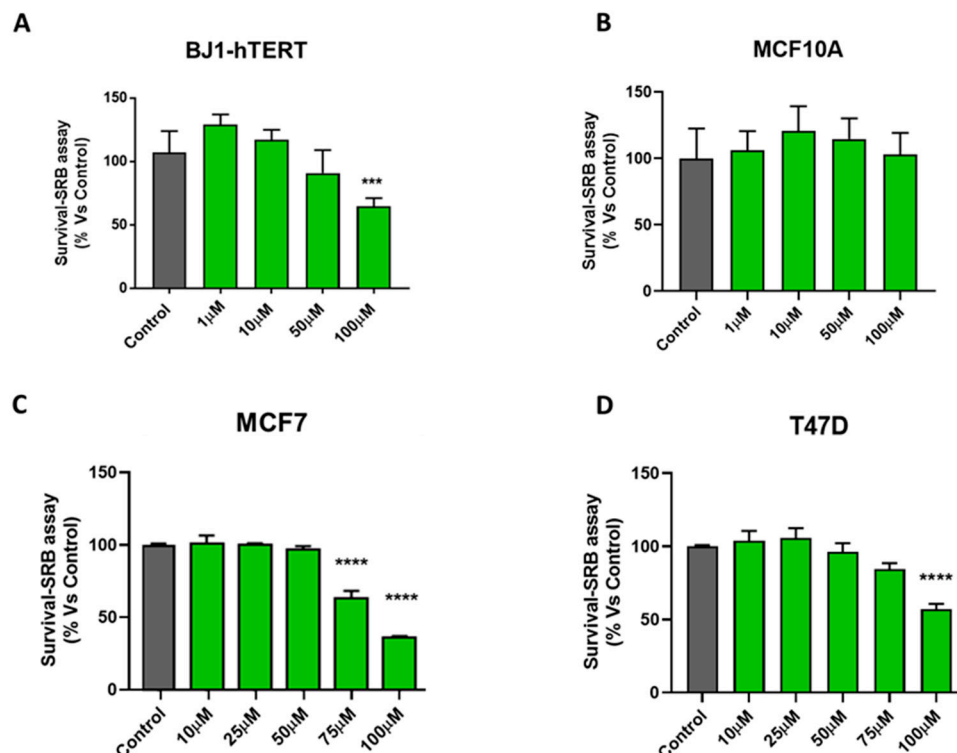 A
BJ1-hTERT
Survival-SRB assay
(% Vs Control)
150
100
50
0
***
Control
1μM
10μM
50μM
100μM
B
MCF10A
Survival-SRB assay
(% Vs Control)
150
100
50
0
Control
1μM
10μM
50μM
100μM
C
MCF7
Survival-SRB assay
(% Vs Control)
150
100
50
0
****
****
Control
10μM
25μM
50μM
75μM
100μM
D
T47D
Survival-SRB assay
(% Vs Control)
150
100
50
0
****
Control
10μM
25μM
50μM
75μM
100μM